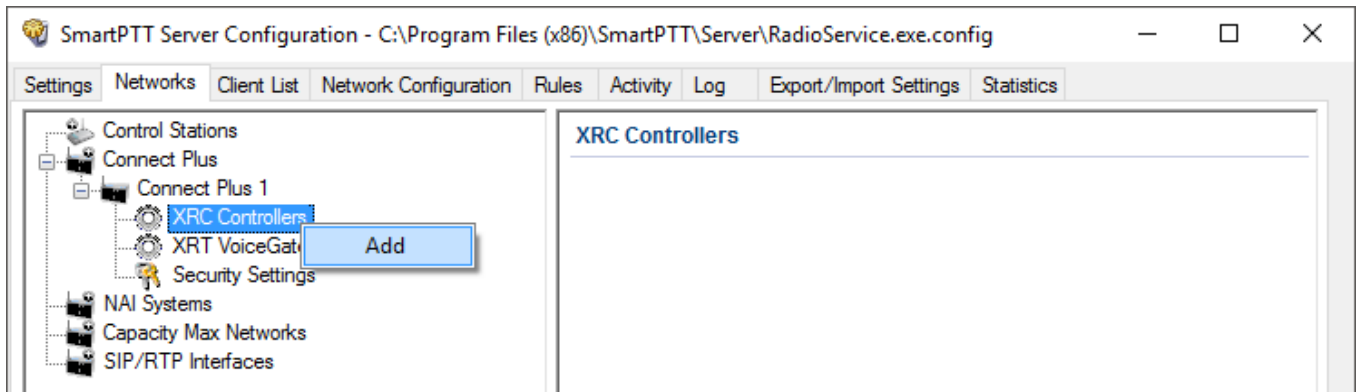 SmartPTT Server Configuration - C:\Program Files (x86)\SmartPTT\Server\RadioService.exe.config
Settings Networks Client List Network Configuration Rules Activity Log Export/Import Settings Statistics
Control Stations
Connect Plus
Connect Plus 1
XRC Controllers
XRT
Add
Security Settings
NAI Systems
Capacity Max Networks
SIP/RTP Interfaces
XRC Controllers